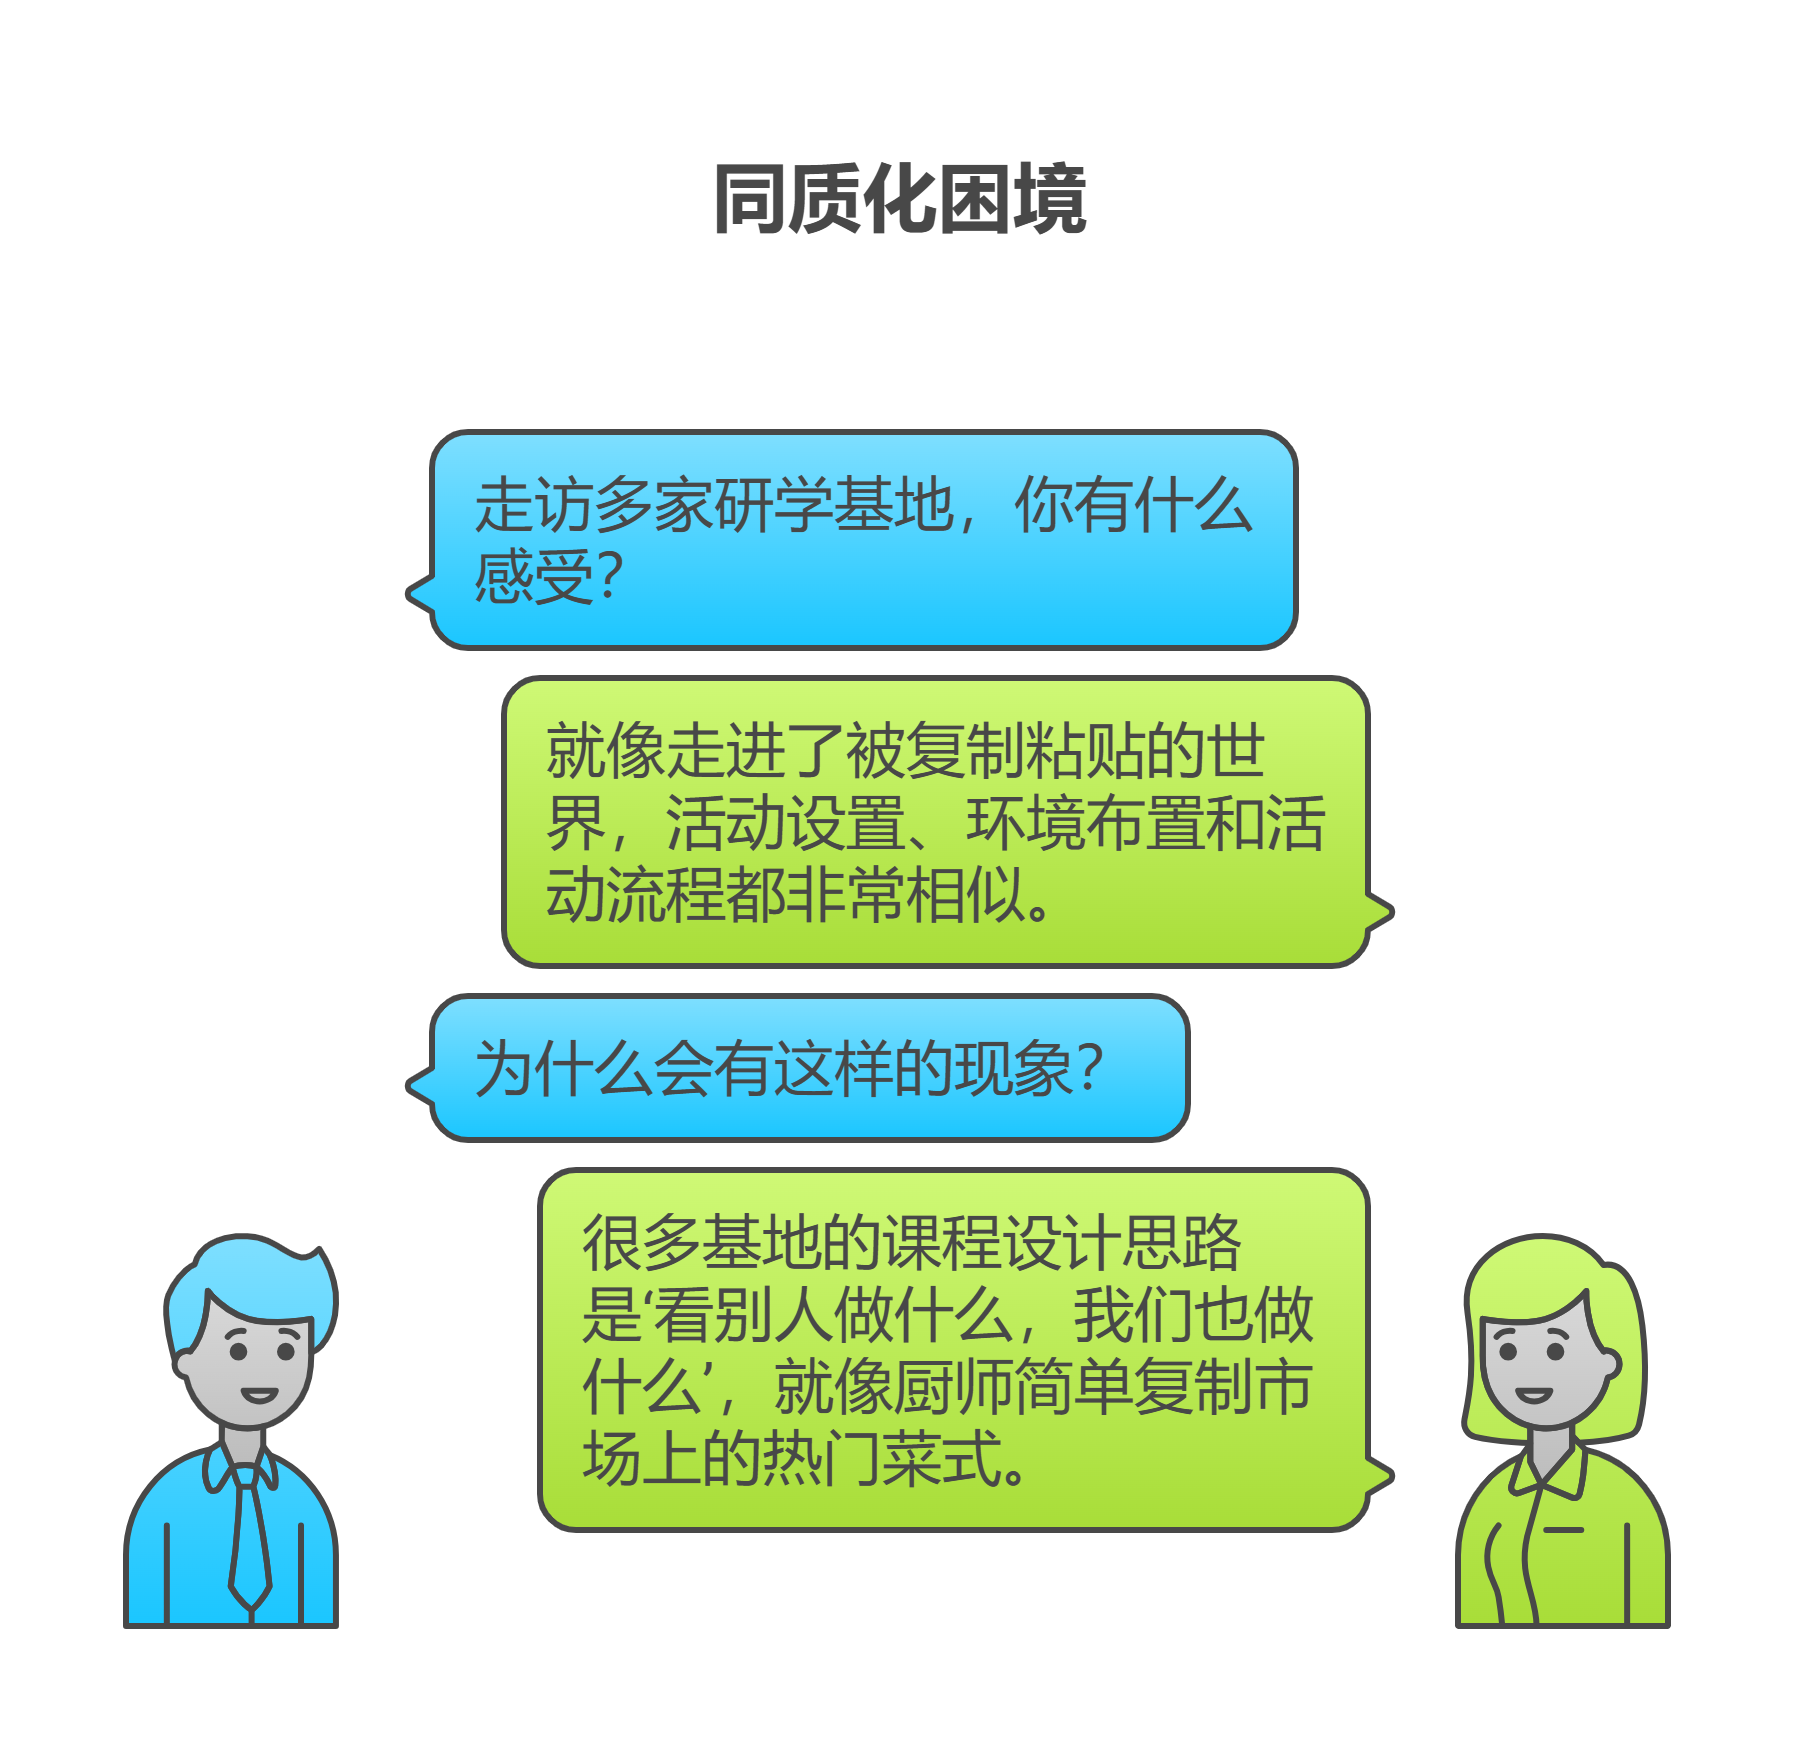 同质化困境
走访多家研学基地，你有什么
感受？
就像走进了被复制粘贴的世
界，活动设置、环境布置和活
动流程都非常相似。
为什么会有这样的现象？
很多基地的课程设计思路
是‘看别人做什么，我们也做
什么’，就像厨师简单复制市
场上的热门菜式。